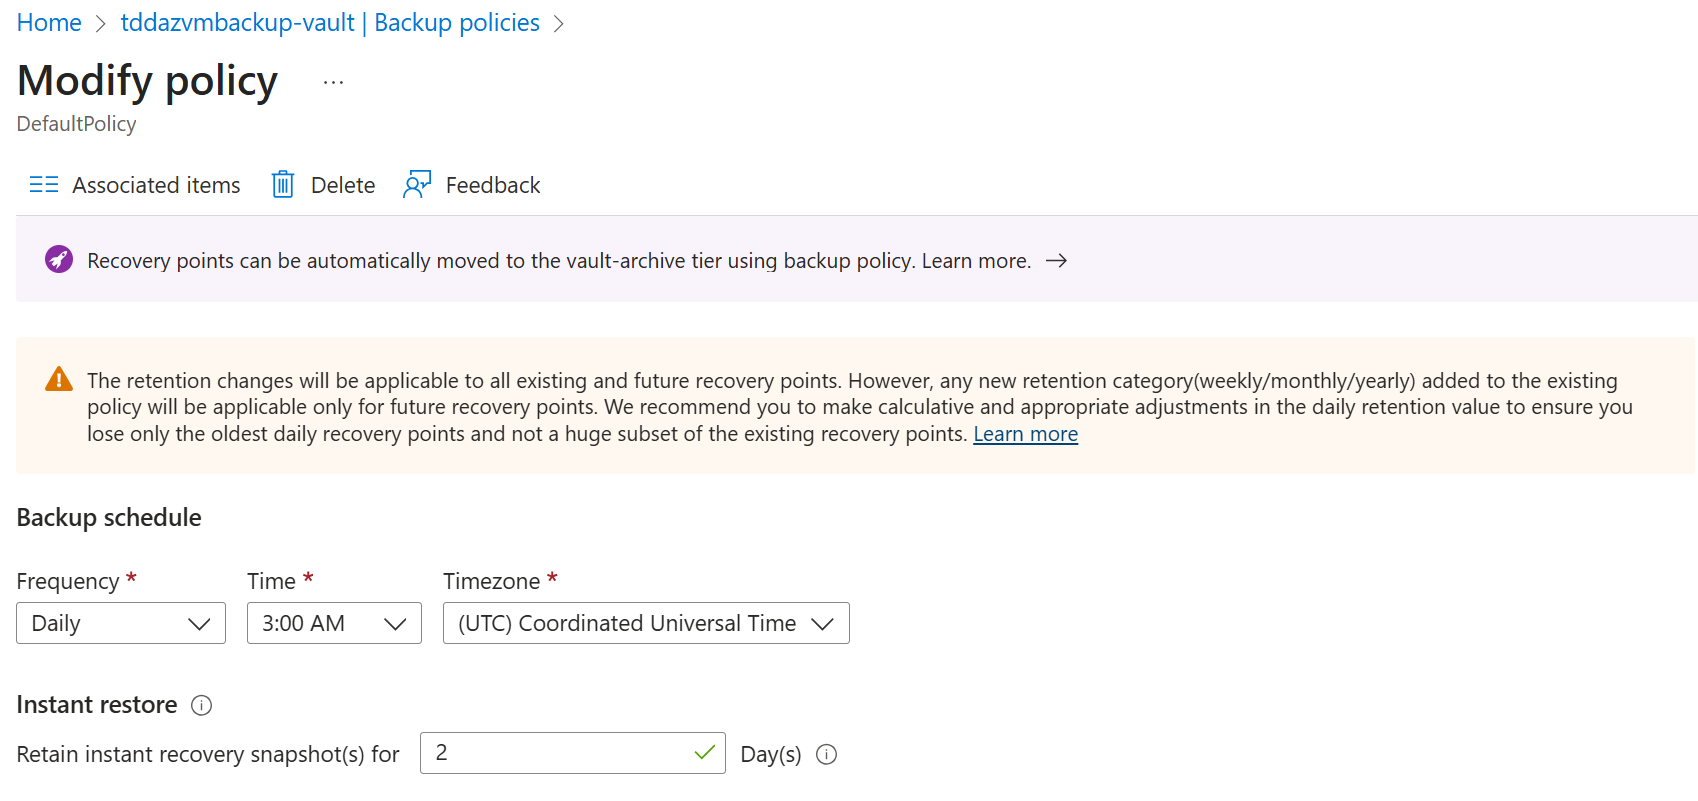 Home > tddazvmbackup-vault | Backup policies >
Modify policy ...
DefaultPolicy
Associated items Delete Feedback
Recovery points can be automatically moved to the vault-archive tier using backup policy. Learn more. →
The retention changes will be applicable to all existing and future recovery points. However, any new retention category(weekly/monthly/yearly) added to the existing
policy will be applicable only for future recovery points. We recommend you to make calculative and appropriate adjustments in the daily retention value to ensure you
lose only the oldest daily recovery points and not a huge subset of the existing recovery points. Learn more
Backup schedule
Frequency * Time * Timezone *
Daily 3:00 AM (UTC) Coordinated Universal Time
Instant restore
Retain instant recovery snapshot(s) for 2 Day(s)